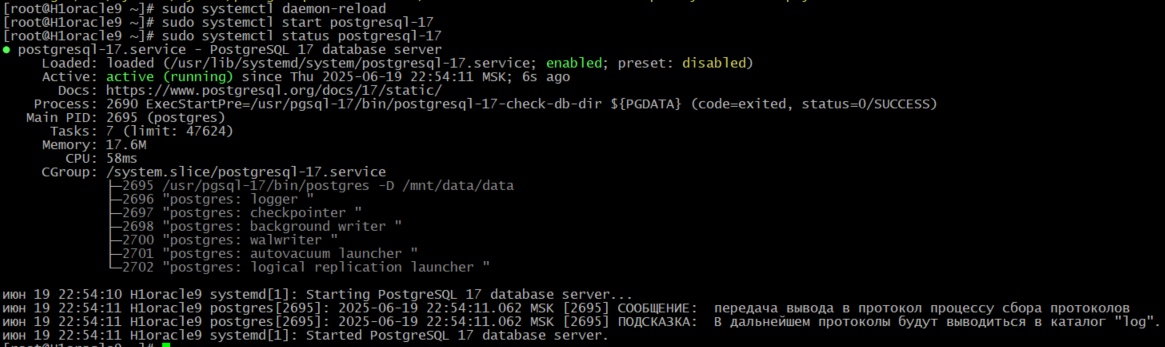 [root@H1oracle9 ~]# sudo systemctl daemon-reload
[root@H1oracle9 ~]# sudo systemctl start postgresql-17
[root@H1oracle9 ~]# sudo systemctl status postgresql-17
● postgresql-17.service - PostgreSQL 17 database server
     Loaded: loaded (/usr/lib/systemd/system/postgresql-17.service; enabled; preset: disabled)
     Active: active (running) since Thu 2025-06-19 22:54:11 MSK; 6s ago
       Docs: https://www.postgresql.org/docs/17/static/
    Process: 2690 ExecStartPre=/usr/pgsql-17/bin/postgresql-17-check-db-dir ${PGDATA} (code=exited, status=0/SUCCESS)
   Main PID: 2695 (postgres)
      Tasks: 7 (limit: 47624)
     Memory: 17.6M
        CPU: 58ms
     CGroup: /system.slice/postgresql-17.service
             ├─2695 /usr/pgsql-17/bin/postgres -D /mnt/data/data
             ├─2696 "postgres: logger "
             ├─2697 "postgres: checkpointer "
             ├─2698 "postgres: background writer "
             ├─2700 "postgres: walwriter "
             ├─2701 "postgres: autovacuum launcher "
             └─2702 "postgres: logical replication launcher "
июн 19 22:54:10 H1oracle9 systemd[1]: Starting PostgreSQL 17 database server...
июн 19 22:54:11 H1oracle9 postgres[2695]: 2025-06-19 22:54:11.062 MSK [2695] СООБЩЕНИЕ:  передача вывода в протокол процессу сбора протоколов
июн 19 22:54:11 H1oracle9 postgres[2695]: 2025-06-19 22:54:11.062 MSK [2695] ПОДСКАЗКА:  В дальнейшем протоколы будут выводиться в каталог "log".
июн 19 22:54:11 H1oracle9 systemd[1]: Started PostgreSQL 17 database server.
[root@H1oracle9 ~]#